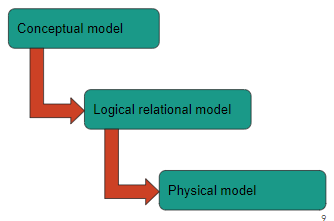 Conceptual model
Logical relational model
Physical model
9